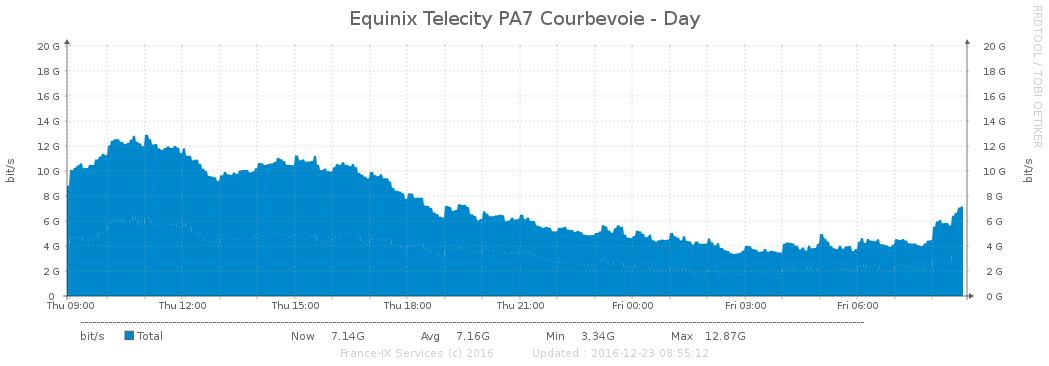 Equinix Telecity PA7 Courbevoie - Day
RRDTOOL / TOBI OETIKER
bit/s
bit/s
20 G 20 G
18 G 18 G
16 G 16 G
14 G 14 G
12 G 12 G
10 G 10 G
8 G 8 G
6 G 6 G
4 G 4 G
2 G 2 G
0 0 G
Thu 09:00 Thu 12:00 Thu 15:00 Thu 18:00 Thu 21:00 Fri 00:00 Fri 03:00 Fri 06:00
bit/s Total Now 7.14G Avg 7.16G Min 3.34G Max 12.87G
France-IX Services (c) 2016 Updated : 2016-12-23 08:55:12